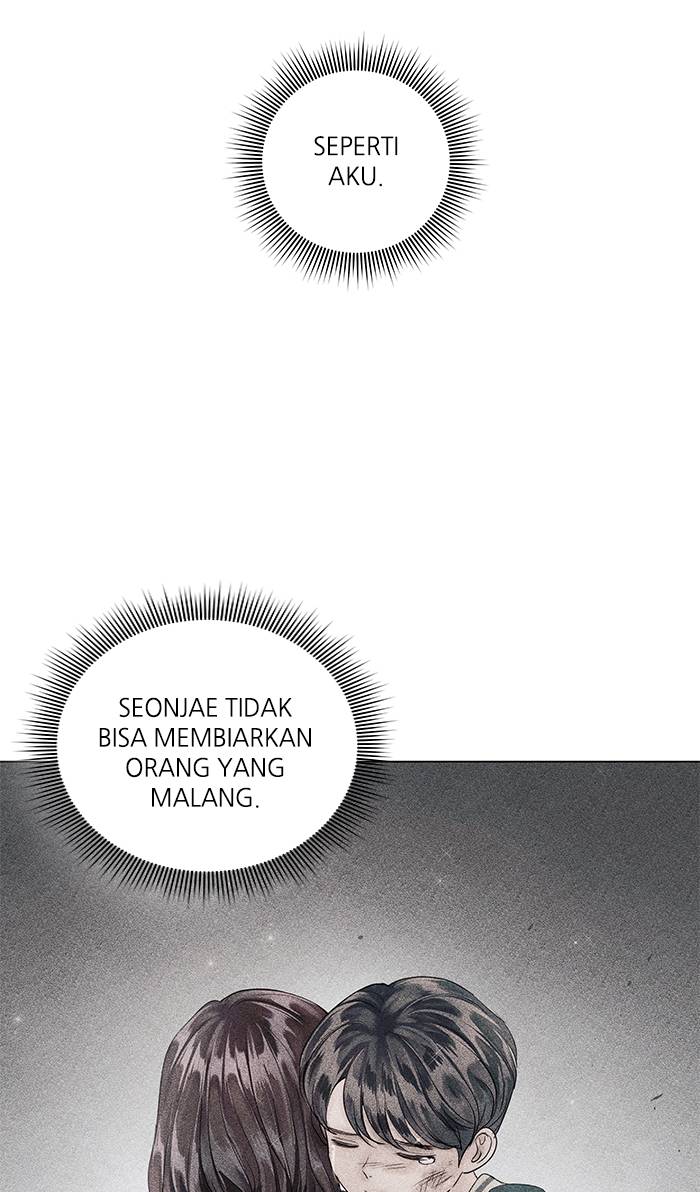 SEPERTI
AKU.
SEONJAE TIDAK
BISA MEMBIARKAN
ORANG YANG
MALANG.